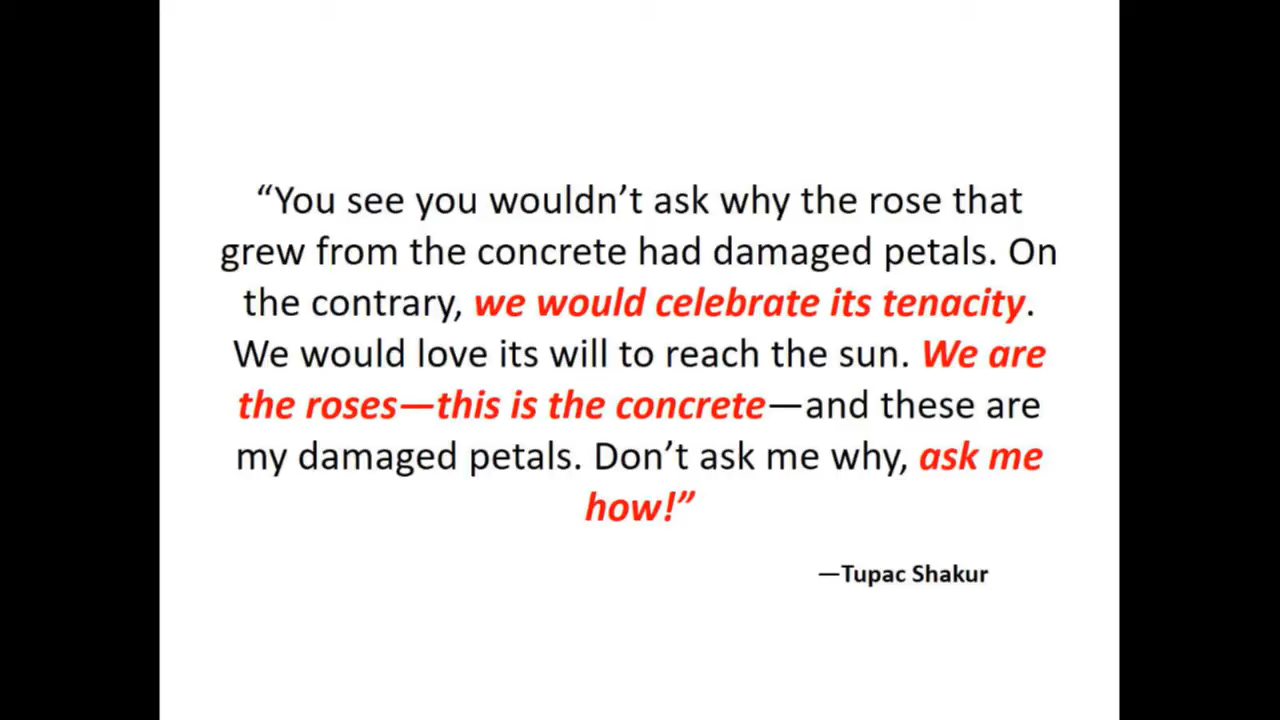 “You see you wouldn’t ask why the rose that
grew from the concrete had damaged petals. On
the contrary, we would celebrate its tenacity.
We would love its will to reach the sun. We are
the roses—this is the concrete—and these are
my damaged petals. Don’t ask me why, ask me
how!”
—Tupac Shakur